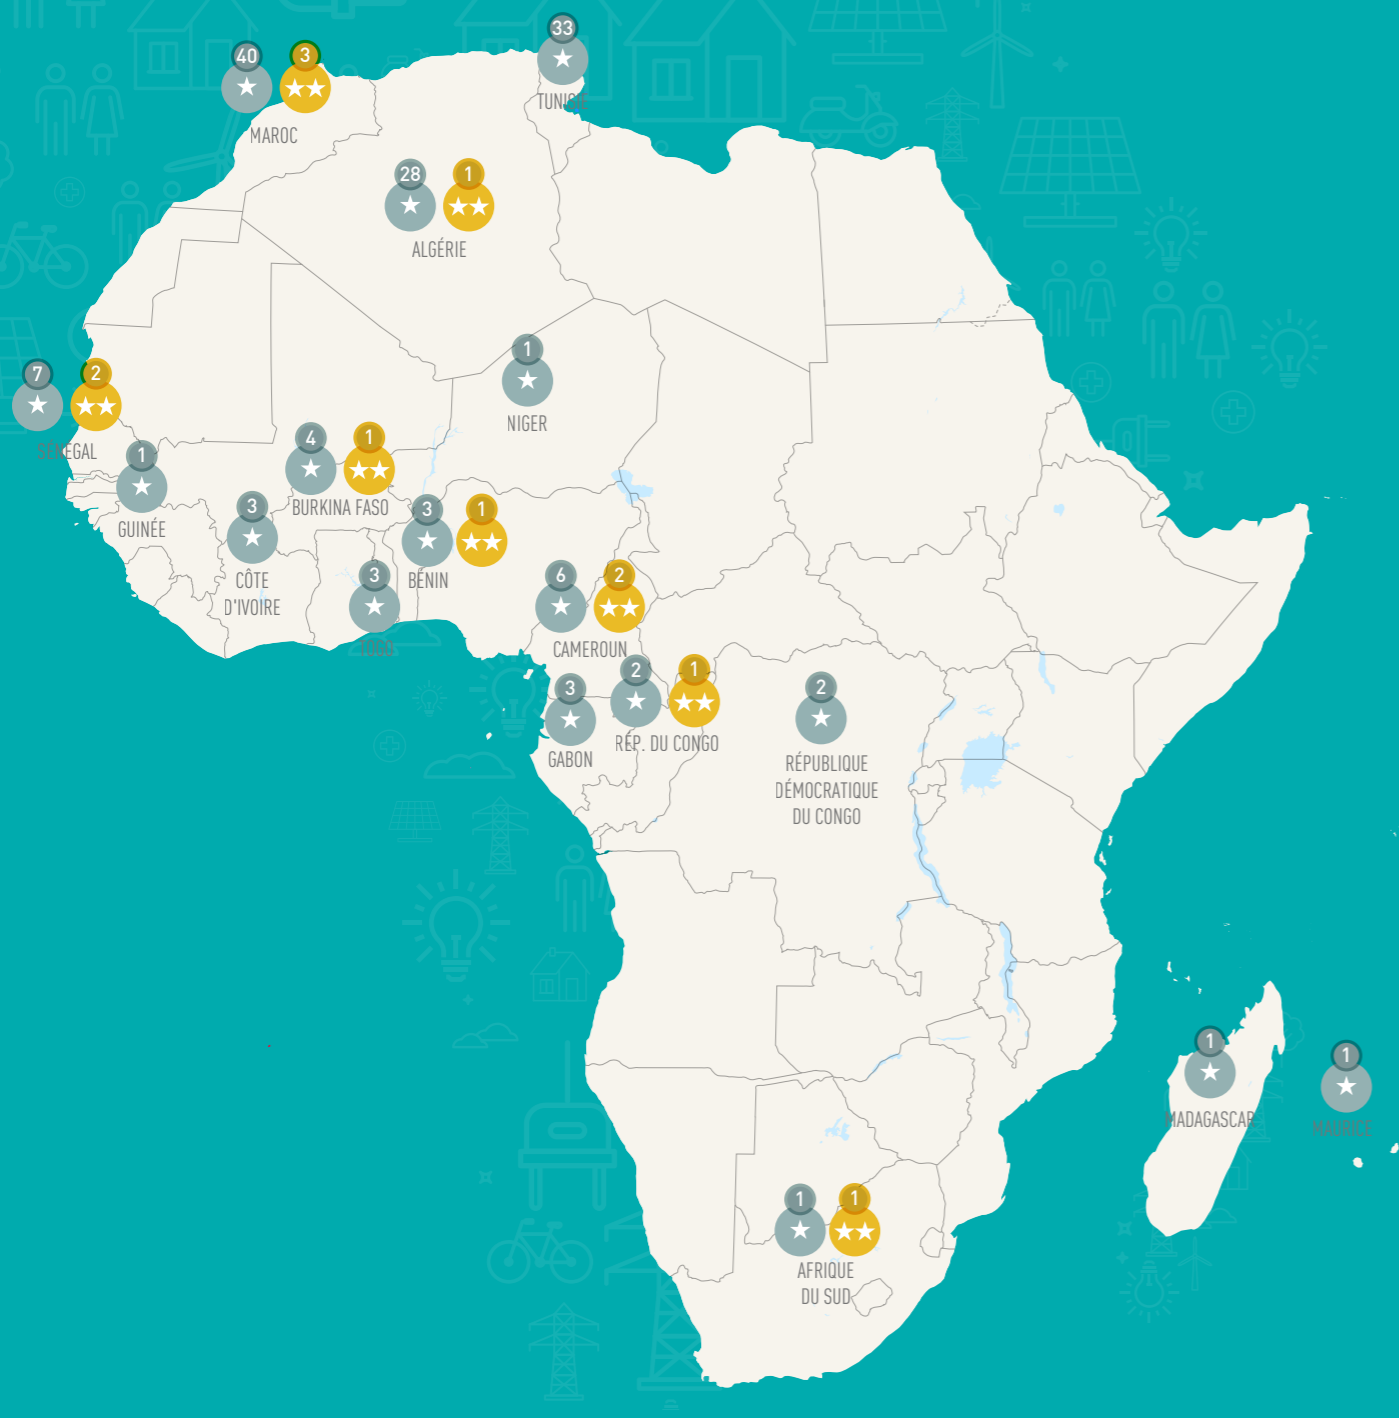 33
TUNISIE
40 3
MAROC
28 1
ALGÉRIE
1
NIGER
7 2
SÉNÉGAL
4 1
BURKINA FASO
1
GUINÉE
3
CÔTE
D'IVOIRE
3 1
BÉNIN
3
TOGO
6 2
CAMEROUN
2 1
RÉP. DU CONGO
3
GABON
2
RÉPUBLIQUE
DÉMOCRATIQUE
DU CONGO
1
MADAGASCAR
1
MAURICE
1 1
AFRIQUE
DU SUD